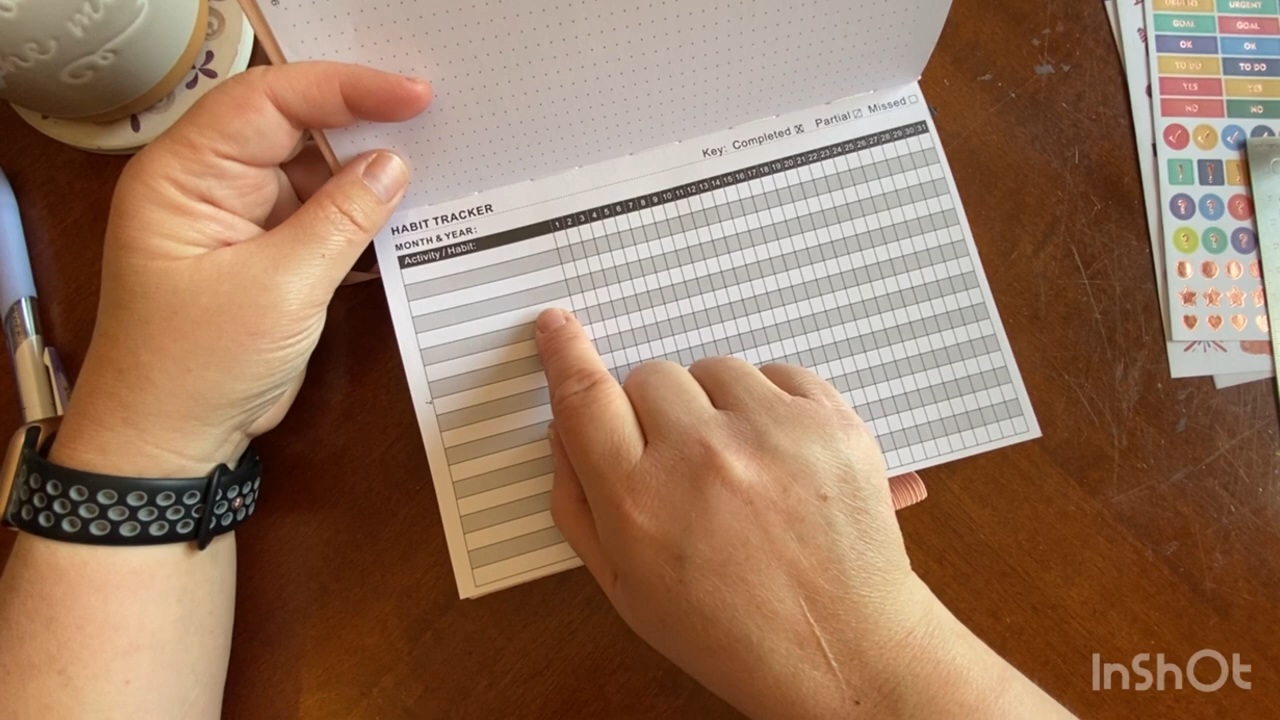 Key: Completed Partial Missed
HABIT TRACKER
MONTH & YEAR:
Activity / Habit:
1 2 3 4 5 6 7 8 9 10 11 12 13 14 15 16 17 18 19 20 21 22 23 24 25 26 27 28 29 30 31
URGENT URGENT
GOAL GOAL
OK OK
TO DO TO DO
YES YES
NO NO
InShOt